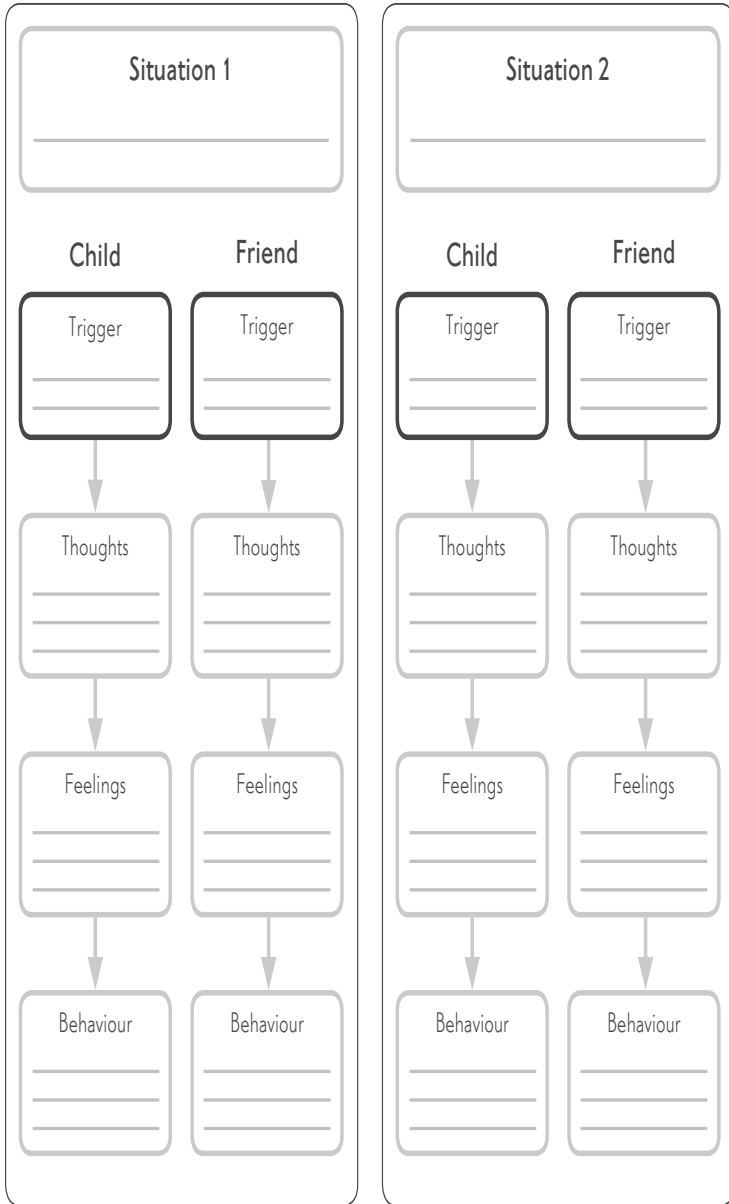 Situation 1
Child
Friend
Trigger
Trigger
Thoughts
Thoughts
Feelings
Feelings
Behaviour
Behaviour
Situation 2
Child
Friend
Trigger
Trigger
Thoughts
Thoughts
Feelings
Feelings
Behaviour
Behaviour